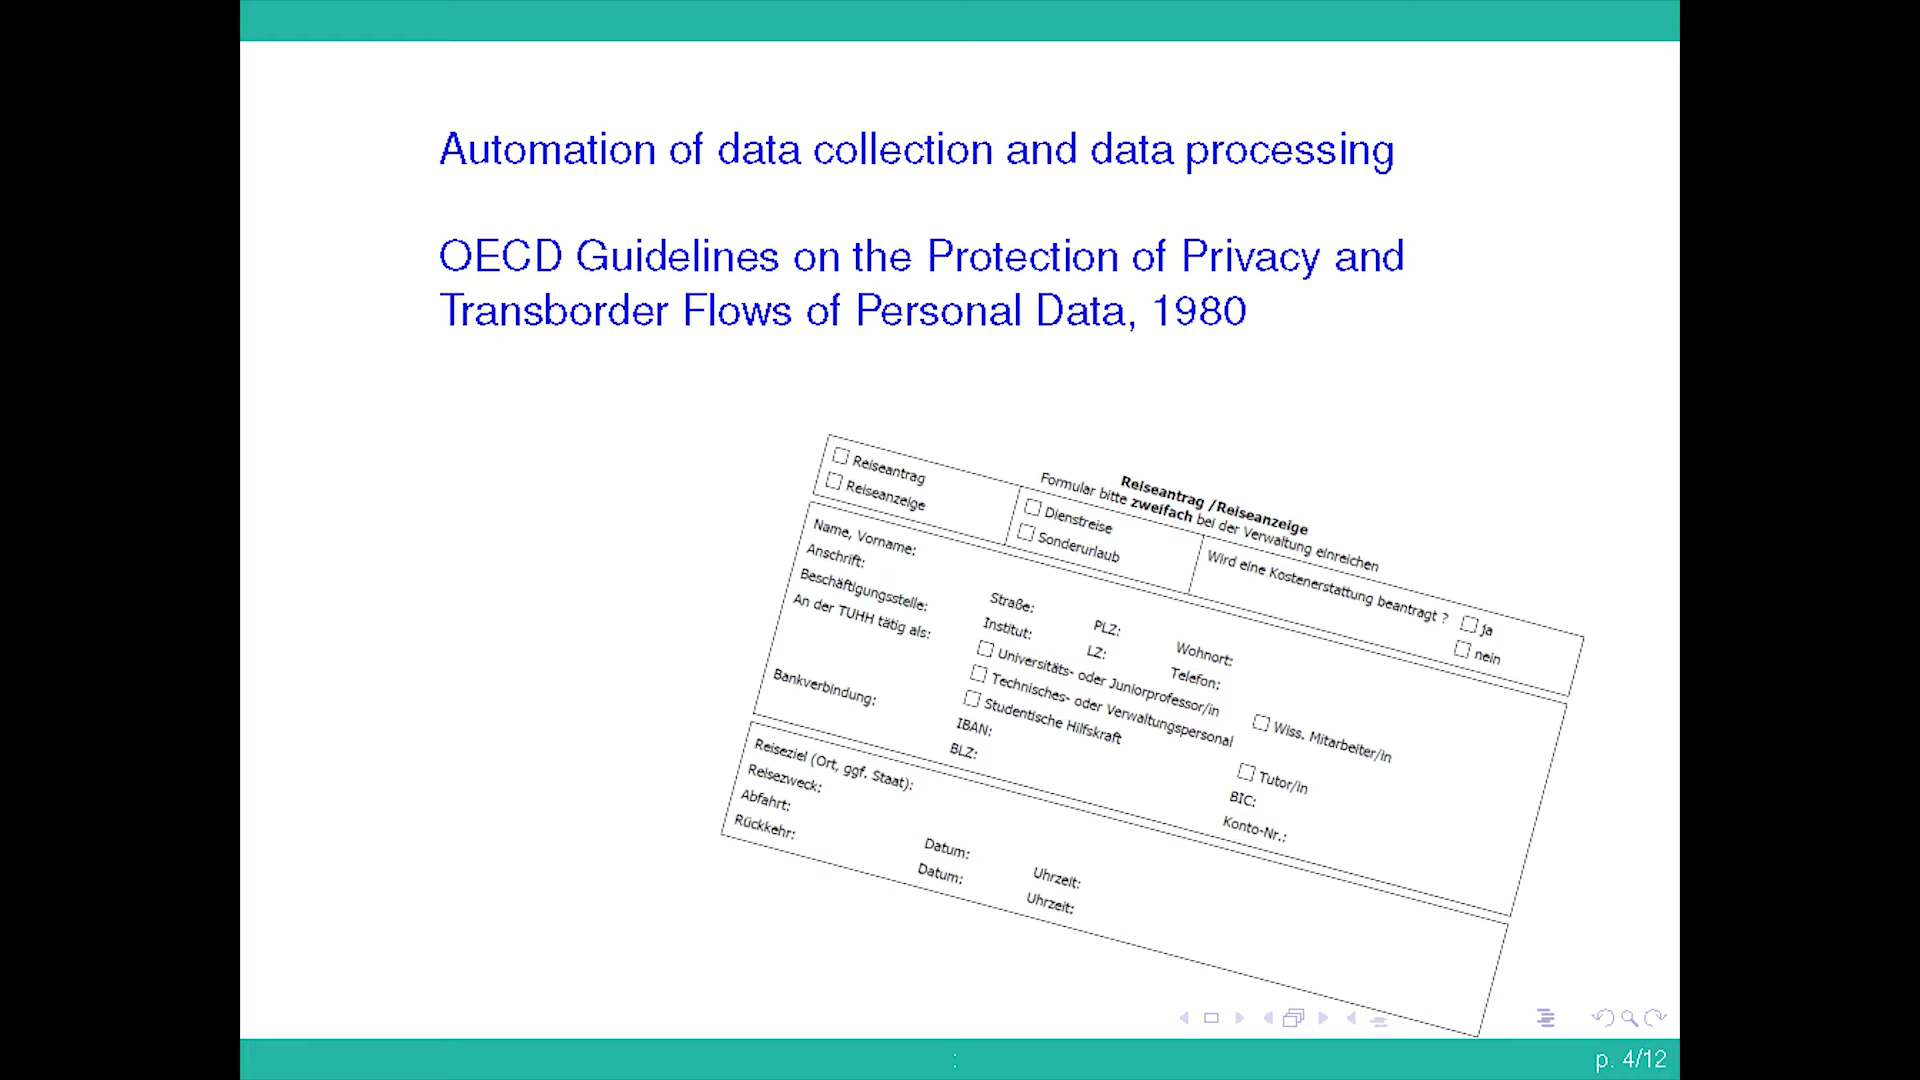 Automation of data collection and data processing
OECD Guidelines on the Protection of Privacy and
Transborder Flows of Personal Data, 1980
Reiseantrag /Reiseanzeige
Formular bitte zweifach bei der Verwaltung einreichen
Reiseantrag
Reiseanzeige
Dienstreise
Sonderurlaub
Wird eine Kostenerstattung beantragt ?
ja
nein
Name, Vorname:
Anschrift: Straße: PLZ: Wohnort:
Beschäftigungsstelle: Institut: LZ: Telefon:
An der TUHH tätig als: Universitäts- oder Juniorprofessor/in Wiss. Mitarbeiter/in
Technisches- oder Verwaltungspersonal
Studentische Hilfskraft Tutor/in
Bankverbindung: IBAN: BIC:
BLZ: Konto-Nr.:
Reiseziel (Ort, ggf. Staat):
Reisezweck:
Abfahrt: Datum: Uhrzeit:
Rückkehr: Datum: Uhrzeit:
:
p. 4/12